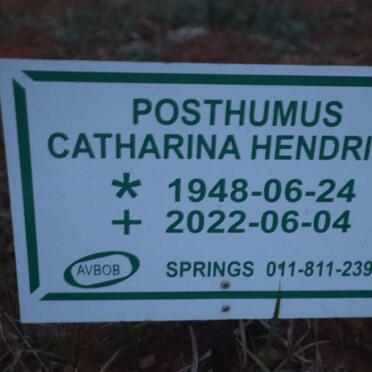 POSTHUMUS
CATHARINA HENDRI
* 1948-06-24
+ 2022-06-04
AVBOB SPRINGS 011-811-239